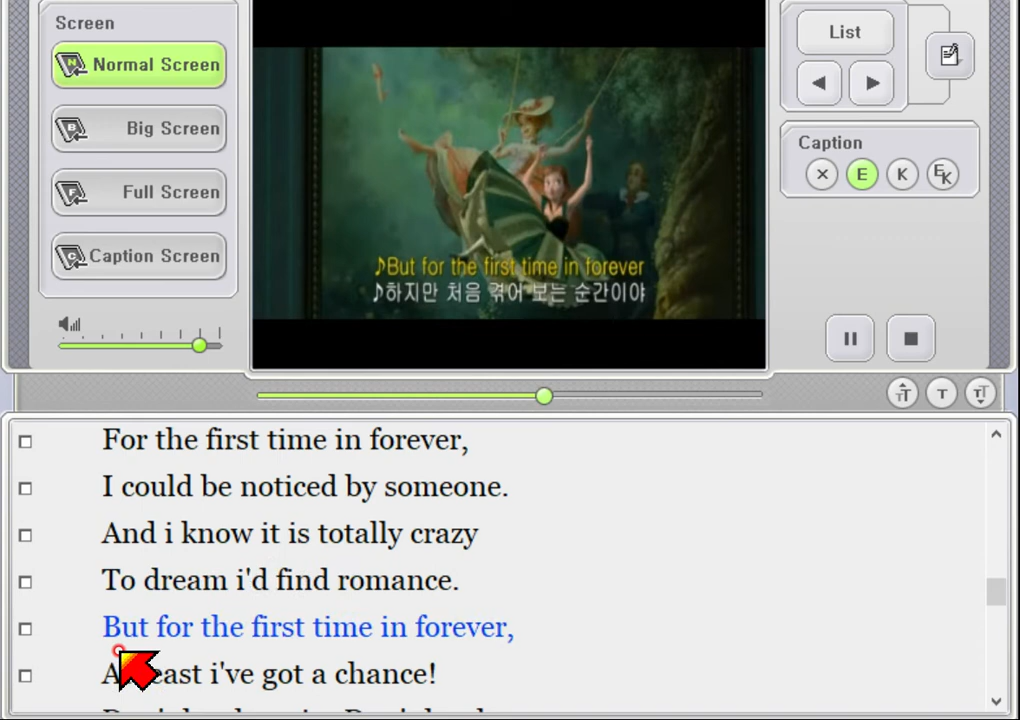 Screen
Normal Screen
Big Screen
Full Screen
Caption Screen
♪But for the first time in forever
♪하지만 처음 겪어 보는 순간이야
List
Caption
× E K EK
T T T
For the first time in forever,
I could be noticed by someone.
And i know it is totally crazy
To dream i'd find romance.
But for the first time in forever,
i've got a chance!